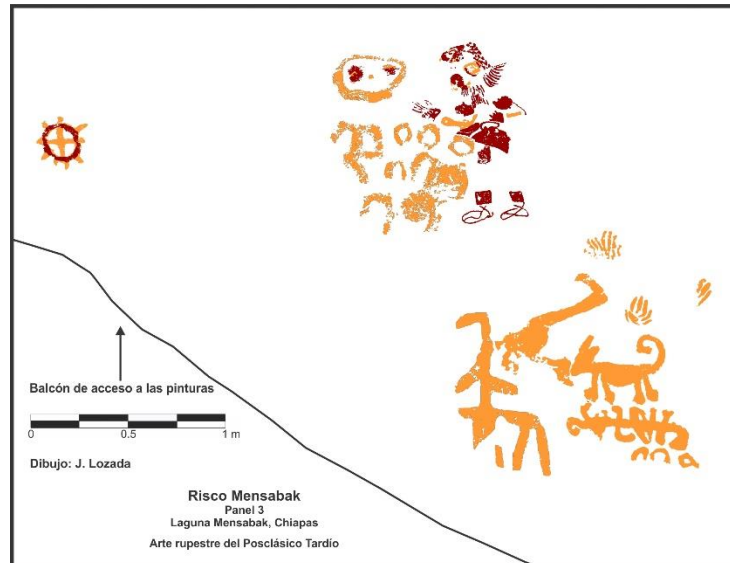 Balcón de acceso a las pinturas
0 0.5 1 m
Dibujo: J. Lozada
Risco Mensabak
Panel 3
Laguna Mensabak, Chiapas
Arte rupestre del Posclásico Tardío